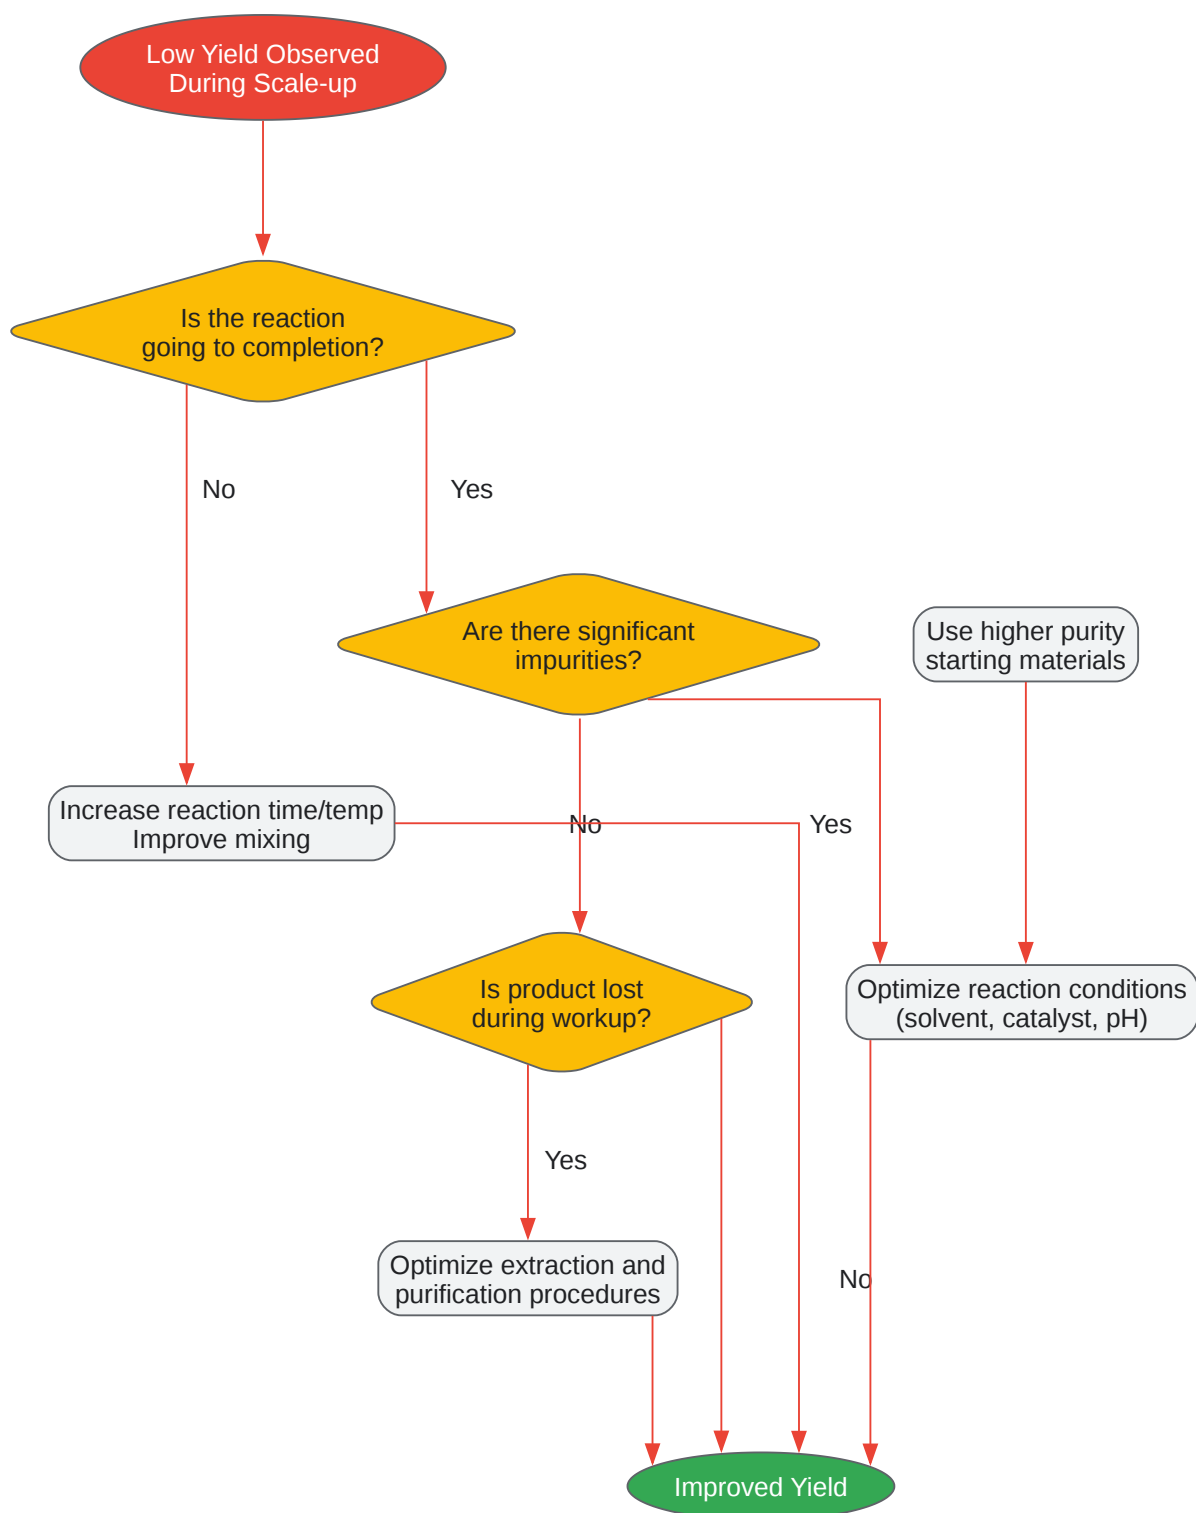 Low Yield Observed
During Scale-up
Is the reaction
going to completion?
No
Yes
Are there significant
impurities?
Use higher purity
starting materials
Increase reaction time/temp
Improve mixing
No
Yes
Is product lost
during workup?
Optimize reaction conditions
(solvent, catalyst, pH)
Yes
Optimize extraction and
purification procedures
No
Improved Yield